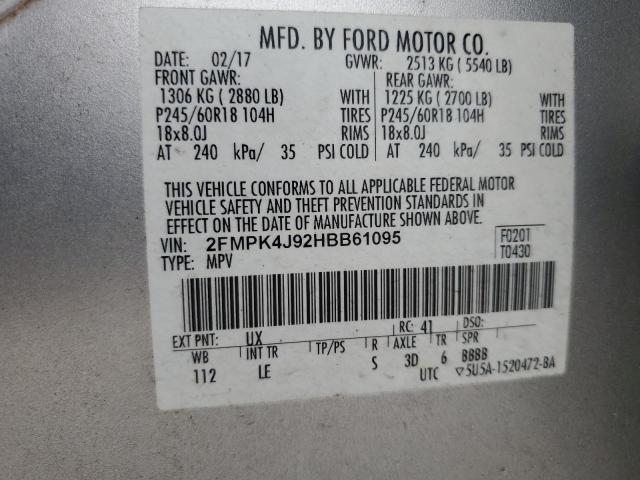 MFD. BY FORD MOTOR CO.
DATE: 02/17 GVWR: 2513 KG ( 5540 LB)
FRONT GAWR: REAR GAWR:
1306 KG ( 2880 LB) WITH 1225 KG ( 2700 LB) WITH
P245/60R18 104H TIRES P245/60R18 104H TIRES
18x8.0J RIMS 18x8.0J RIMS
AT 240 kPa/ 35 PSI COLD AT 240 kPa/ 35 PSI COLD
THIS VEHICLE CONFORMS TO ALL APPLICABLE FEDERAL MOTOR
VEHICLE SAFETY AND THEFT PREVENTION STANDARDS IN
EFFECT ON THE DATE OF MANUFACTURE SHOWN ABOVE.
VIN: 2FMPK4J92HBB61095 F0201
TYPE: MPV T0430
EXT PNT: UX RC: 41 DSO:
WB INT TR TP/PS R AXLE TR SPR
112 LE S 3D 6 BBBB
UTC ▽5U5A-1520472-BA